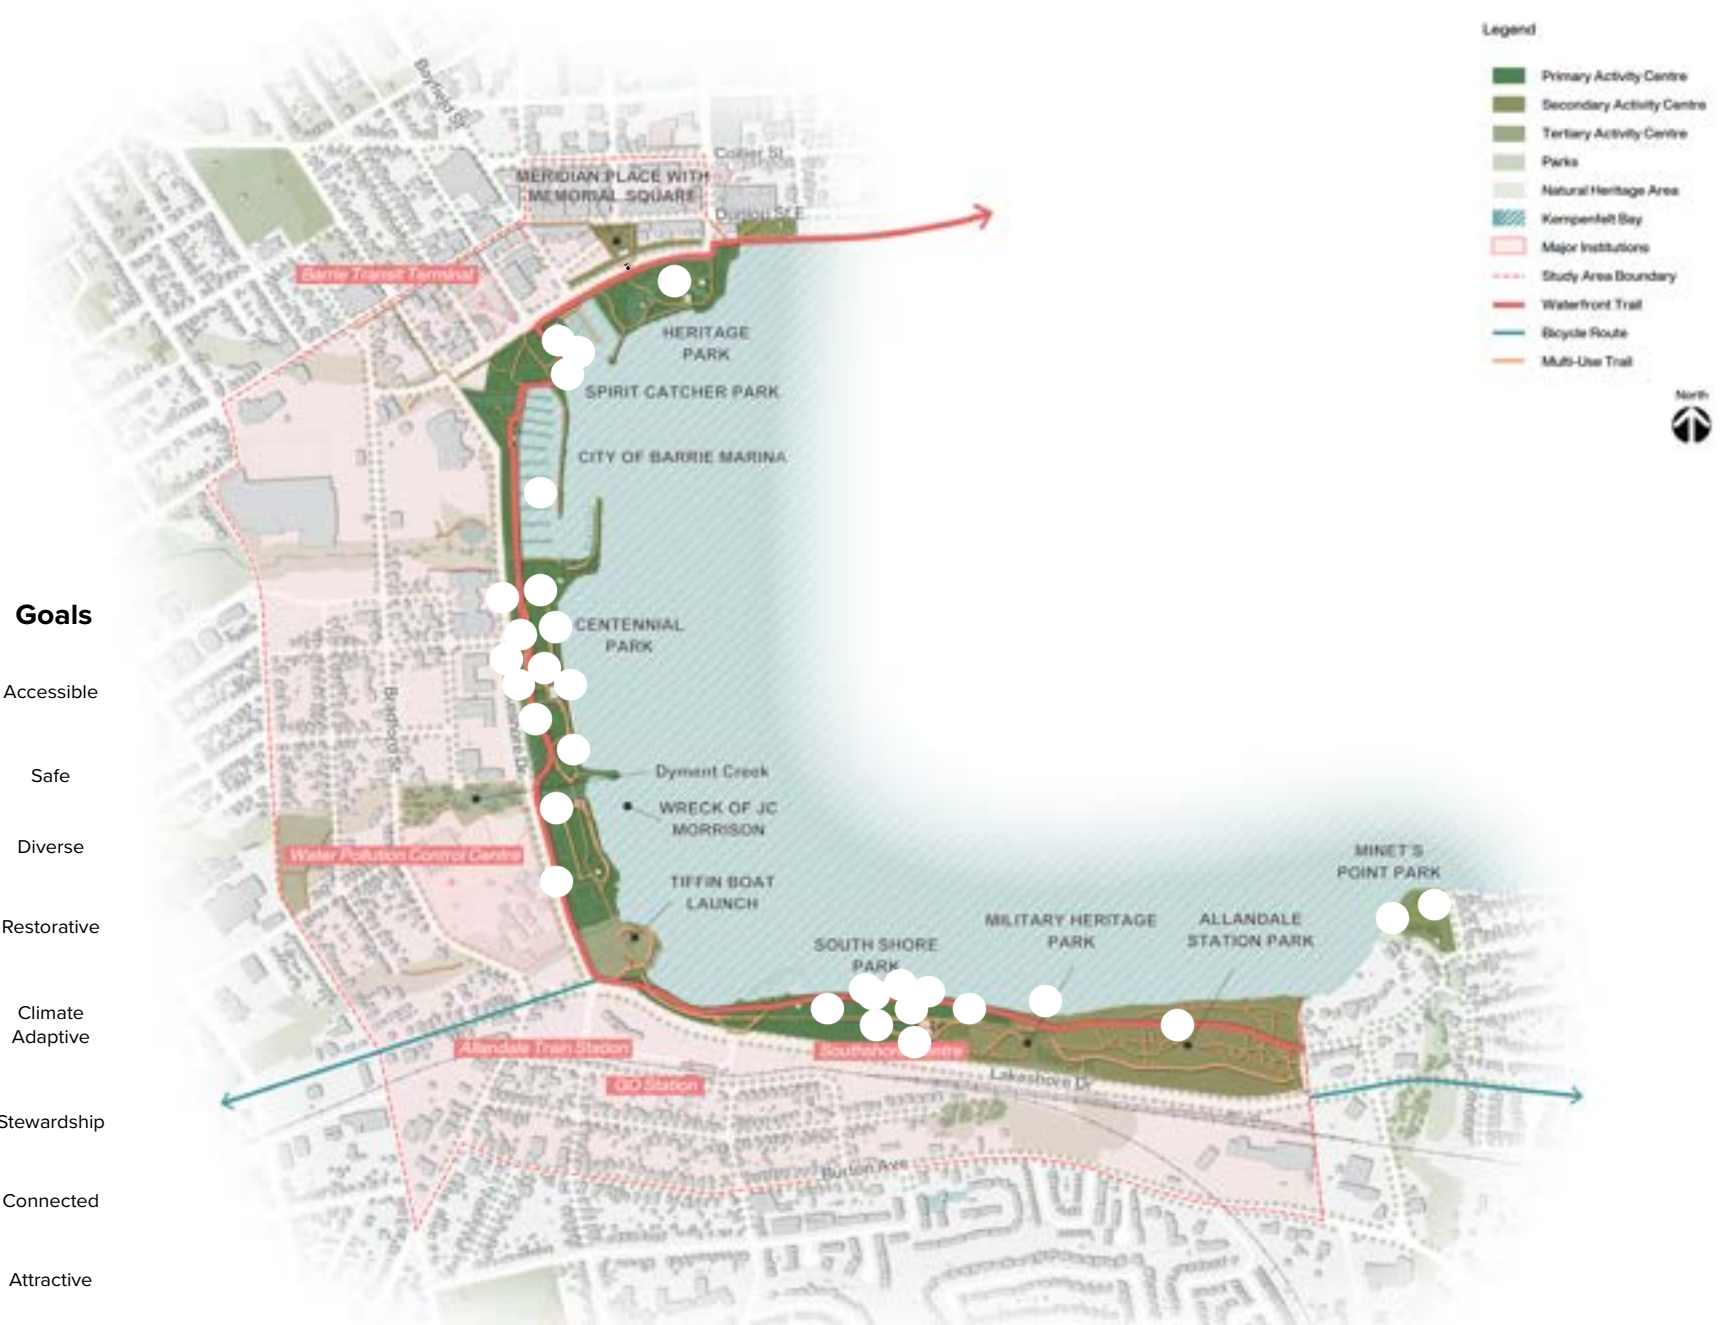 Legend
Primary Activity Centre
Secondary Activity Centre
Tertiary Activity Centre
Parks
Natural Heritage Area
Kempenfelt Bay
Major Institutions
Study Area Boundary
Waterfront Trail
Bicycle Route
Multi-Use Trail
North
Bayfield St
Collier St
MERIDIAN PLACE WITH
MEMORIAL SQUARE
Dunlop St E
Barrie Transit Terminal
HERITAGE
PARK
SPIRIT CATCHER PARK
CITY OF BARRIE MARINA
CENTENNIAL
PARK
Bradford St
Dyment Creek
WRECK OF JC
MORRISON
Water Pollution Control Centre
TIFFIN BOAT
LAUNCH
MINET'S
POINT PARK
SOUTH SHORE
PARK
MILITARY HERITAGE
PARK
ALLANDALE
STATION PARK
Allandale Train Station
GO Station
Lakeshore Dr
Burton Ave
Goals
Accessible
Safe
Diverse
Restorative
Climate
Adaptive
Stewardship
Connected
Attractive